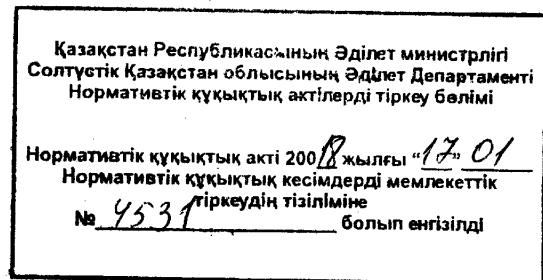 Қазақстан Республикасының Әділет министрлігі
Солтүстік Қазақстан облысының Әділет Департаменті
Нормативтік құқықтық актілерді тіркеу бөлімі
Нормативтік құқықтық акті 20018 жылғы "17" 01
Нормативтік құқықтық кесімдерді мемлекеттік
тіркеудің тізіліміне
№ 4531 болып енгізілді